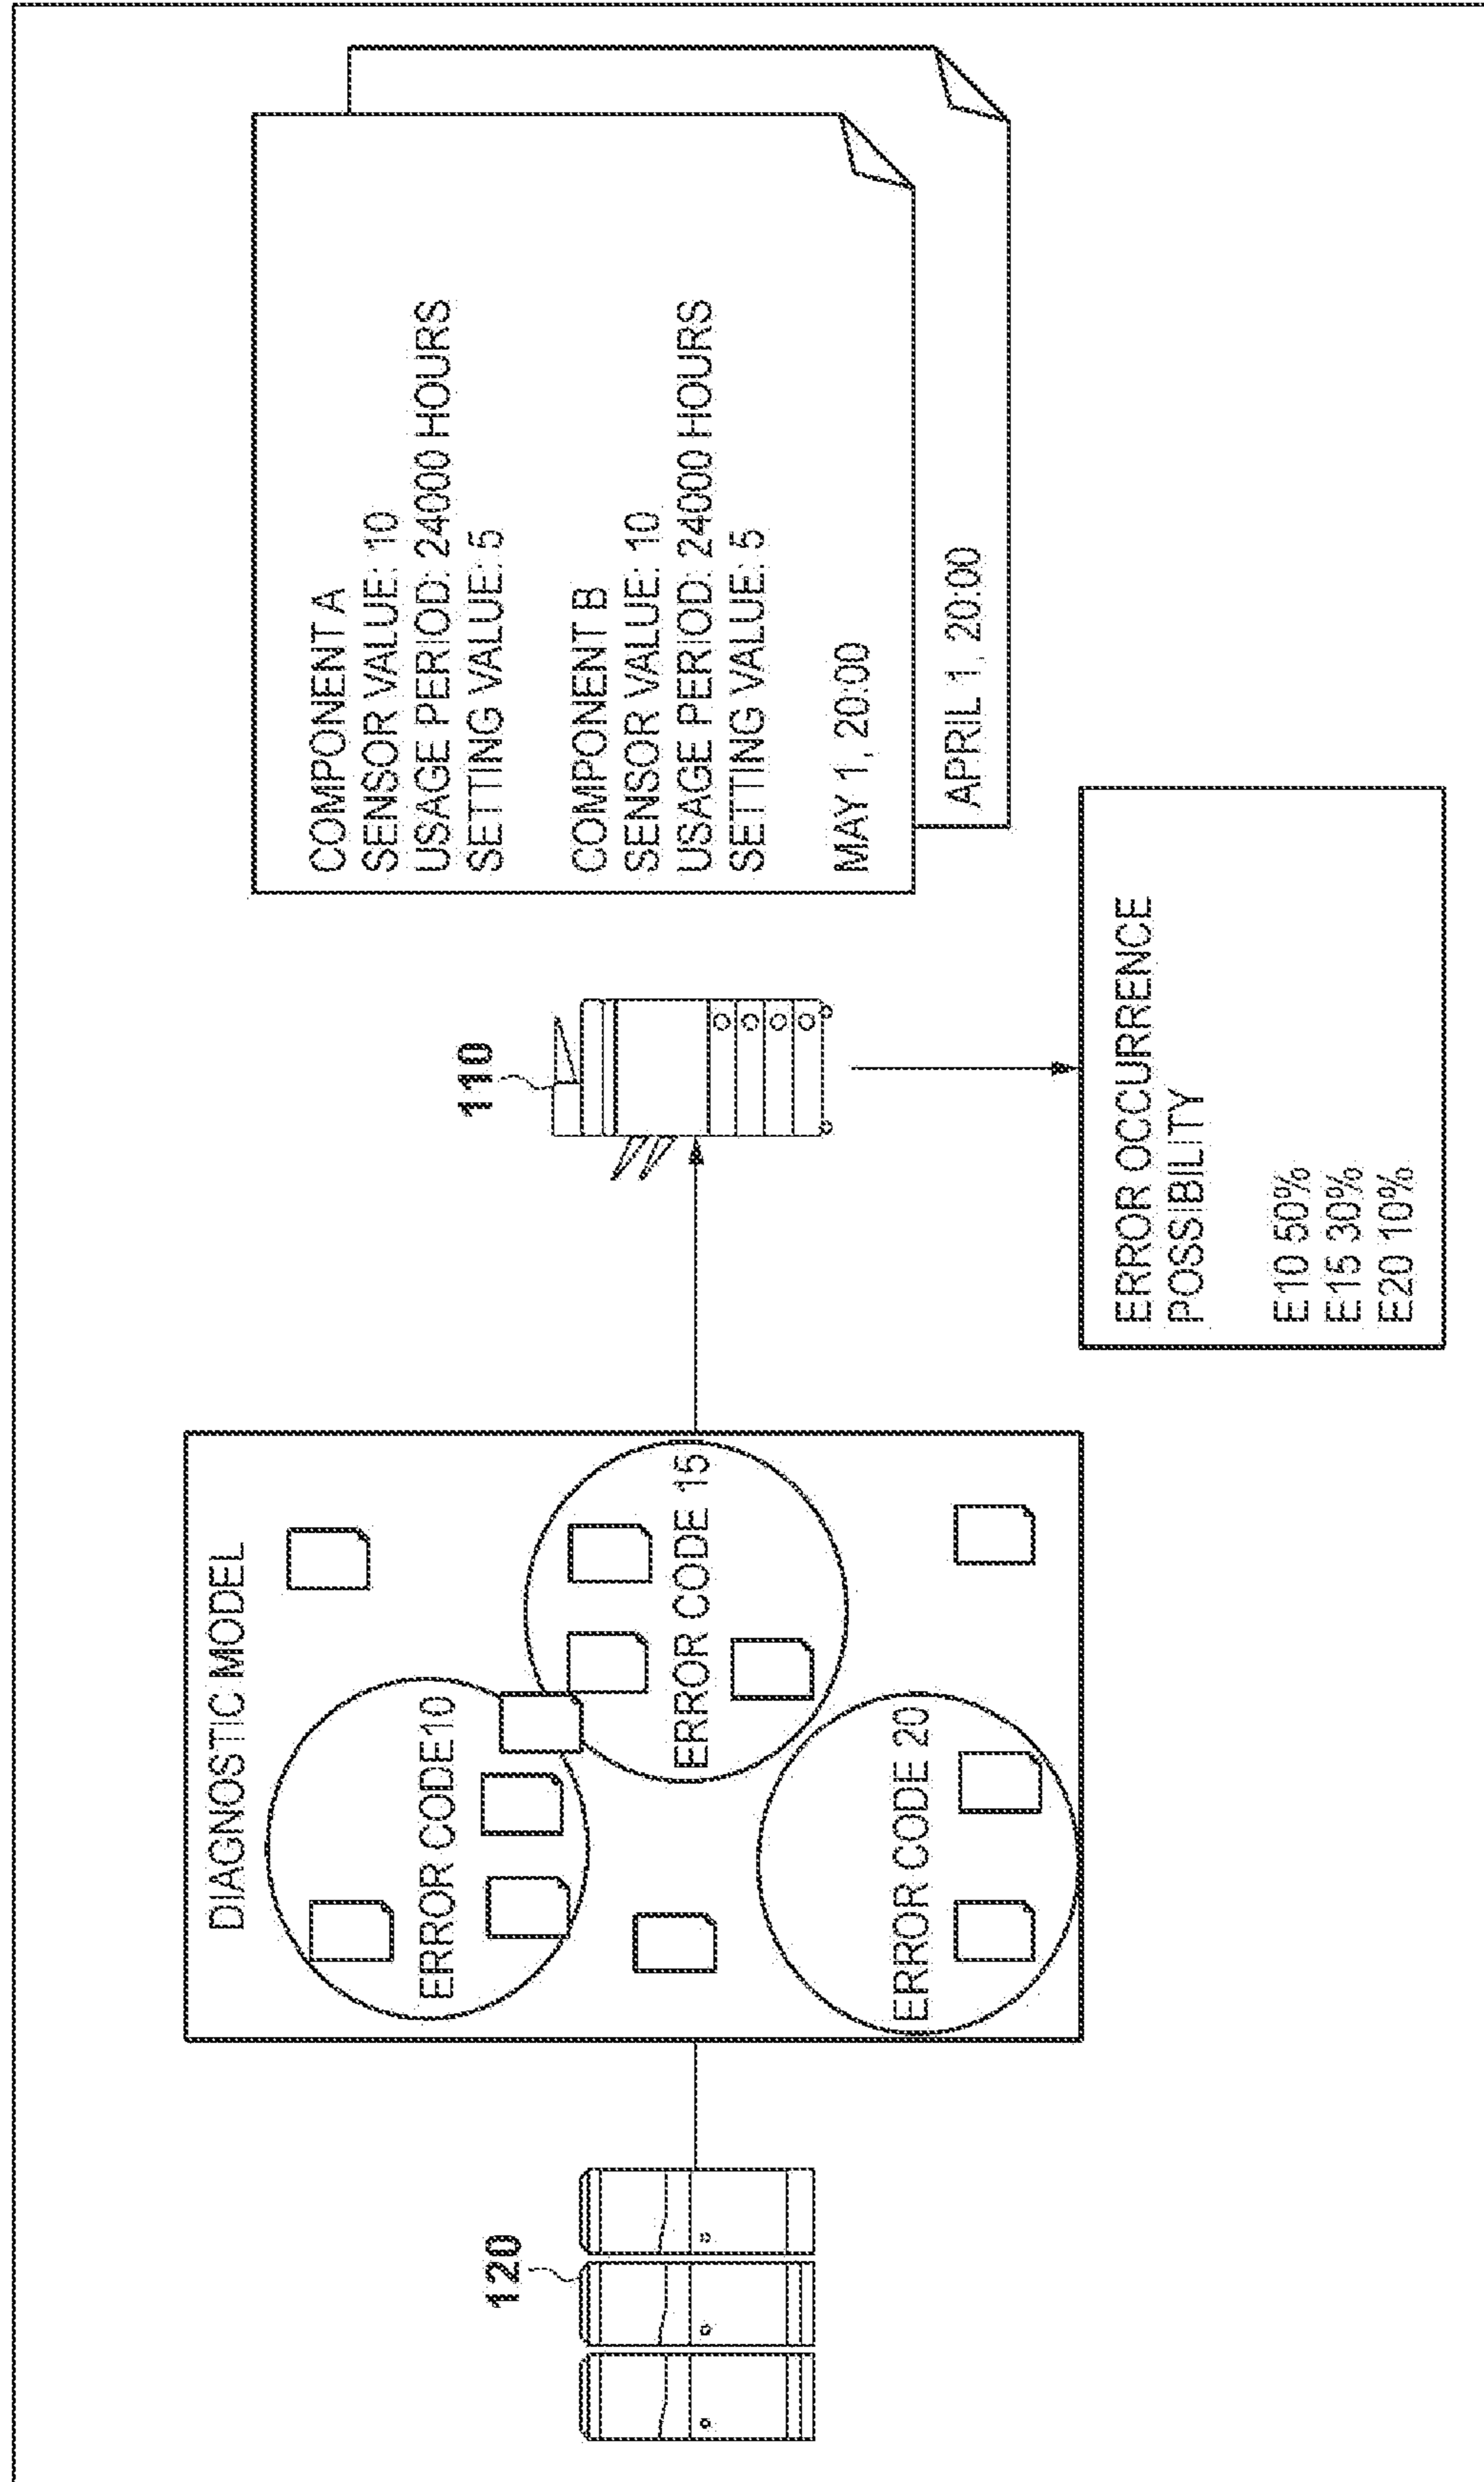 120
DIAGNOSTIC MODEL
ERROR CODE10
ERROR CODE 15
ERROR CODE 20
110
COMPONENT A
SENSOR VALUE: 10
USAGE PERIOD: 24000 HOURS
SETTING VALUE: 5
COMPONENT B
SENSOR VALUE: 10
USAGE PERIOD: 24000 HOURS
SETTING VALUE: 5
MAY 1, 20:00
APRIL 1, 20:00
ERROR OCCURRENCE
POSSIBILITY
E10 50%
E15 30%
E20 10%